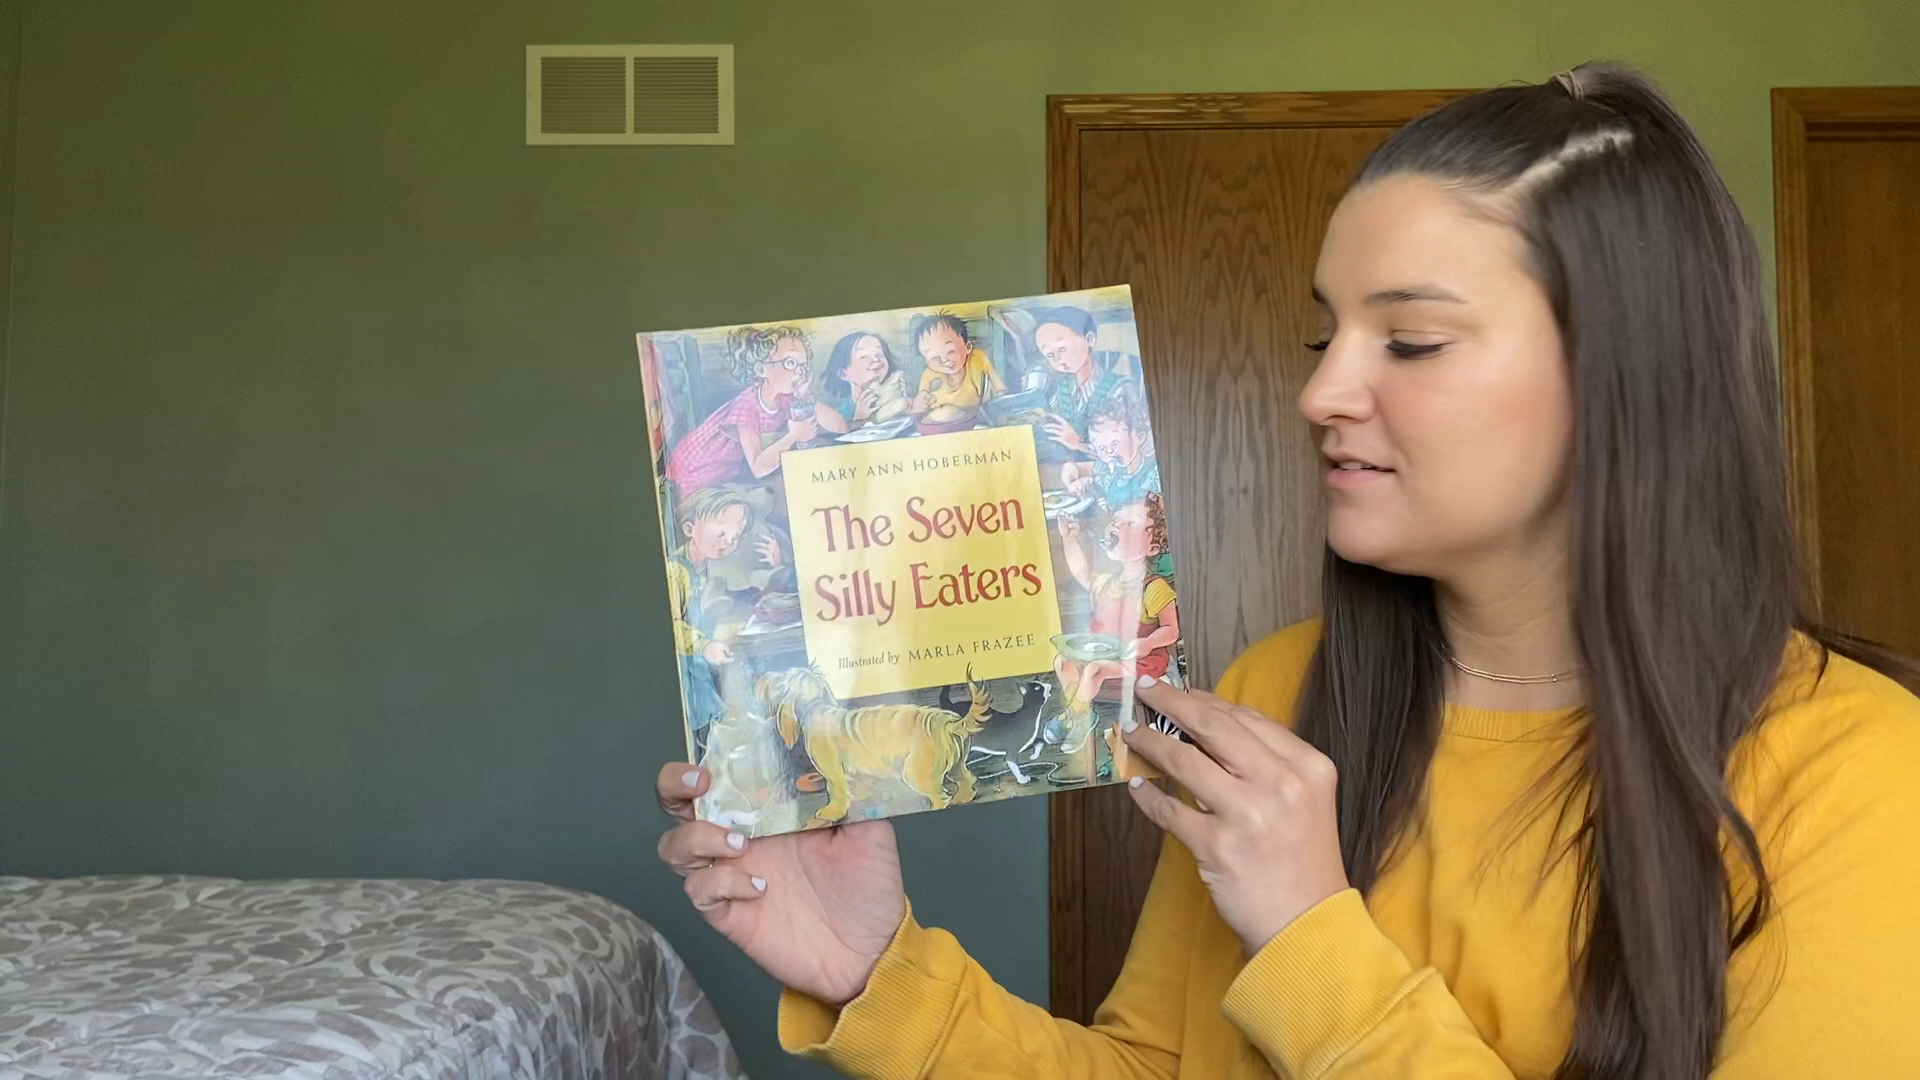 MARY ANN HOBERMAN
The Seven
Silly Eaters
Illustrated by MARLA FRAZEE